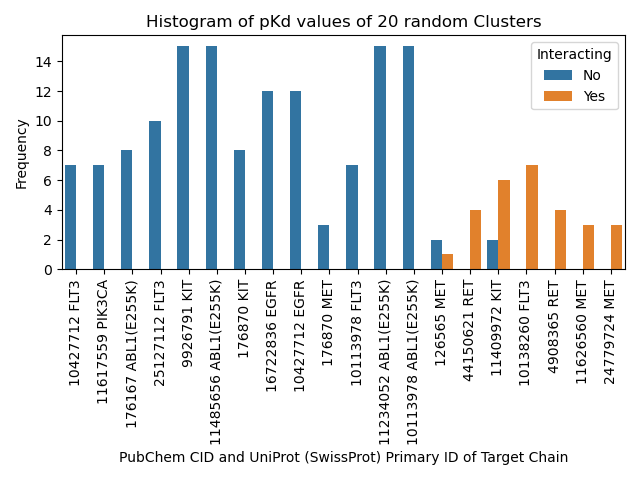 Histogram of pKd values of 20 random Clusters
Interacting
No
Yes
Frequency
14
12
10
8
6
4
2
0
10427712 FLT3
11617559 PIK3CA
176167 ABL1(E255K)
25127112 FLT3
9926791 KIT
11485656 ABL1(E255K)
176870 KIT
16722836 EGFR
10427712 EGFR
176870 MET
10113978 FLT3
11234052 ABL1(E255K)
10113978 ABL1(E255K)
126565 MET
44150621 RET
11409972 KIT
10138260 FLT3
4908365 RET
11626560 MET
24779724 MET
PubChem CID and UniProt (SwissProt) Primary ID of Target Chain